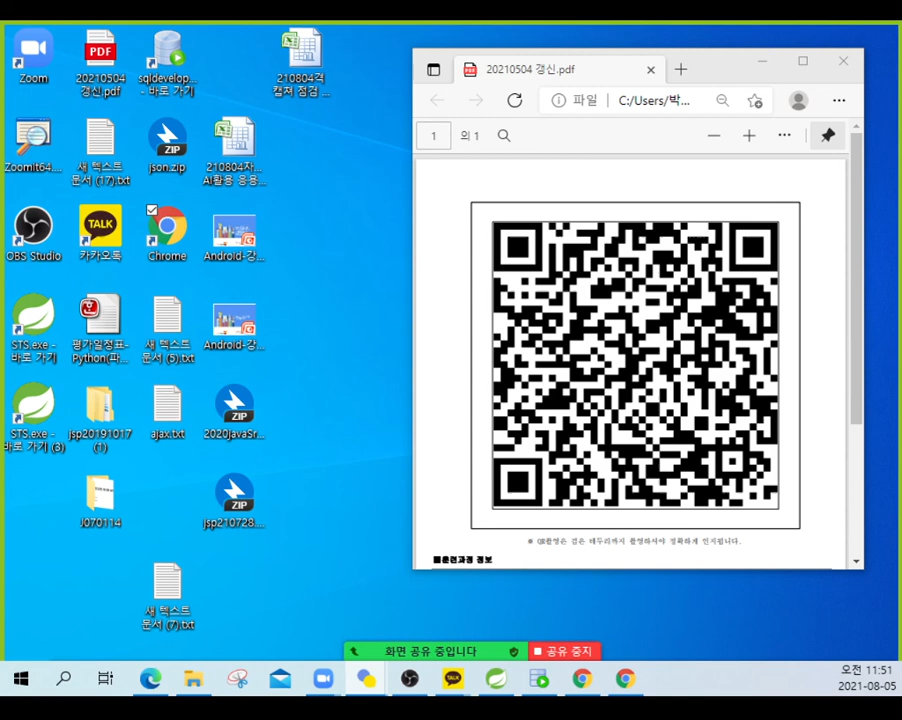 Zoom
20210504
갱신.pdf
sqldevelop...
- 바로 가기
210804격
캡쳐 점검 ...
Zoomit64....
새 텍스트
문서 (17).txt
json.zip
210804자...
AI활용 응용...
OBS Studio
TALK
카카오톡
Chrome
Android-강...
STS.exe -
바로 가기
평가일정표-
Python(파...
새 텍스트
문서 (5).txt
Android-강...
STS.exe -
바로 가기 (3)
jsp20191017
(1)
ajax.txt
ZIP
2020JavaSr...
J070114
ZIP
jsp210728...
새 텍스트
문서 (7).txt
20210504 갱신.pdf
파일
C:/Users/박...
1
의 1
※ QR촬영은 검은 테두리까지 촬영하셔야 정확하게 인지됩니다.
■훈련과정 정보
화면 공유 중입니다
공유 중지
오전 11:51
2021-08-05